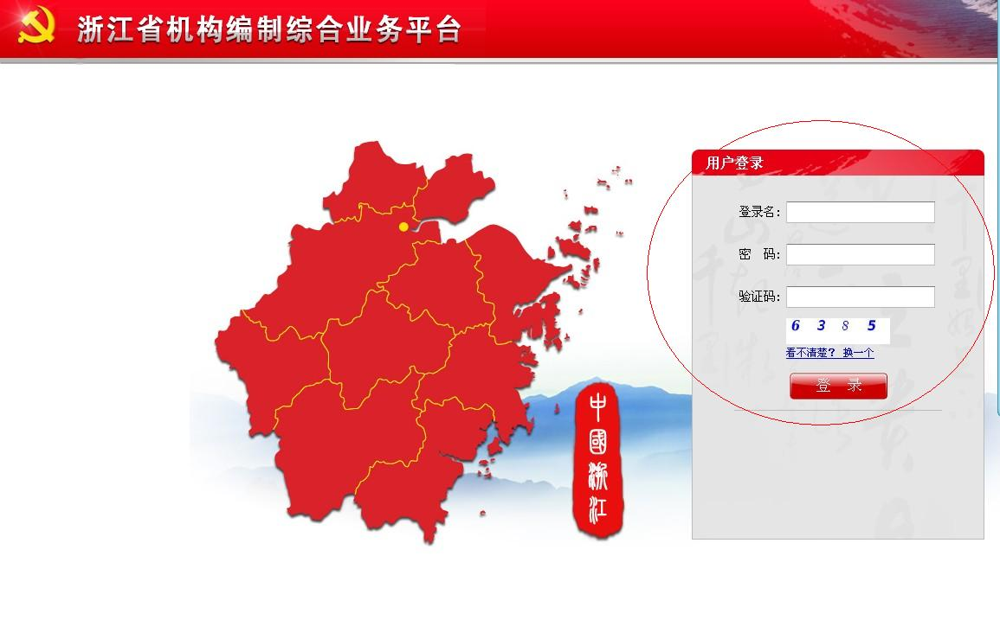 浙江省机构编制综合业务平台
用户登录
登录名：
密　码：
验证码：
6 3 8 5
看不清楚？ 换一个
登　录
中國浙江